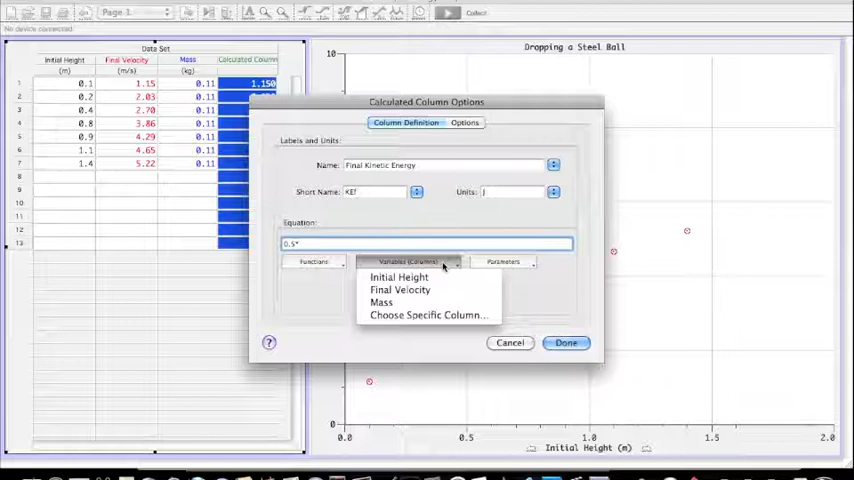 Page 1
Collect
No device connected.
Data Set
Initial Height Final Velocity Mass Calculated Column
(m) (m/s) (kg)
1 0.1 1.15 0.11 1.150
2 0.2 2.03 0.11
3 0.4 2.70 0.11
4 0.8 3.86 0.11
5 0.9 4.29 0.11
6 1.1 4.65 0.11
7 1.4 5.22 0.11
8
9
10
11
12
13
Dropping a Steel Ball
10
0.0 0.5 1.0 1.5 2.0
Initial Height (m)
Calculated Column Options
Column Definition Options
Labels and Units:
Name: Final Kinetic Energy
Short Name: KEf Units: J
Equation:
0.5*
Functions Variables (Columns) Parameters
Initial Height
Final Velocity
Mass
Choose Specific Column...
? Cancel Done